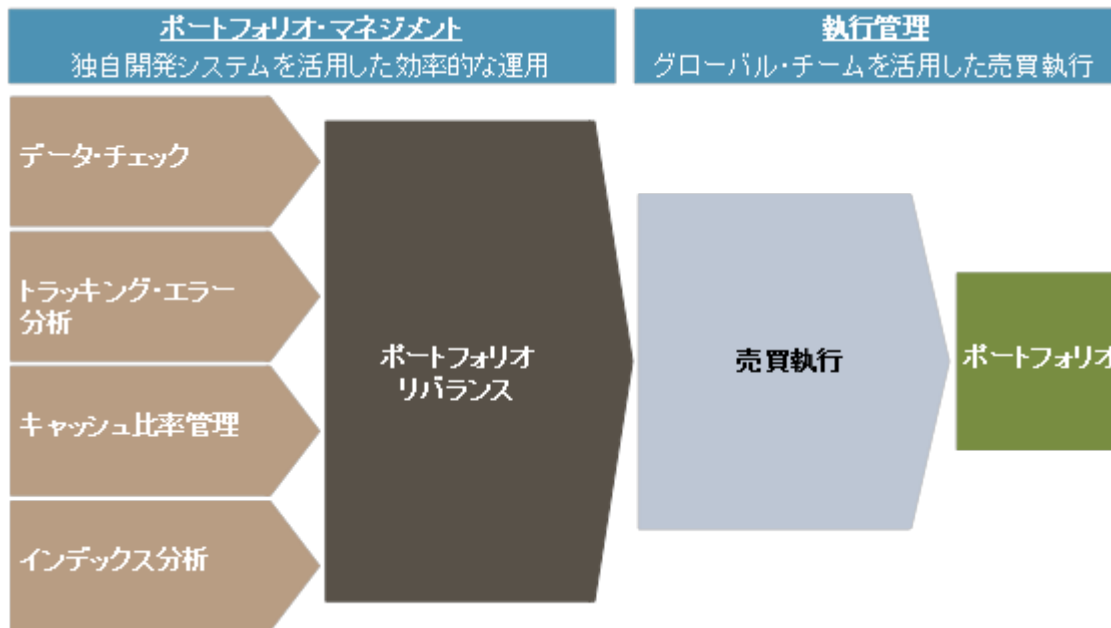 ポートフォリオ・マネジメント
独自開発システムを活用した効率的な運用
執行管理
グローバル・チームを活用した売買執行
データ・チェック
トラッキング・エラー
分析
キャッシュ比率管理
インデックス分析
ポートフォリオ
リバランス
売買執行
ポートフォリオ